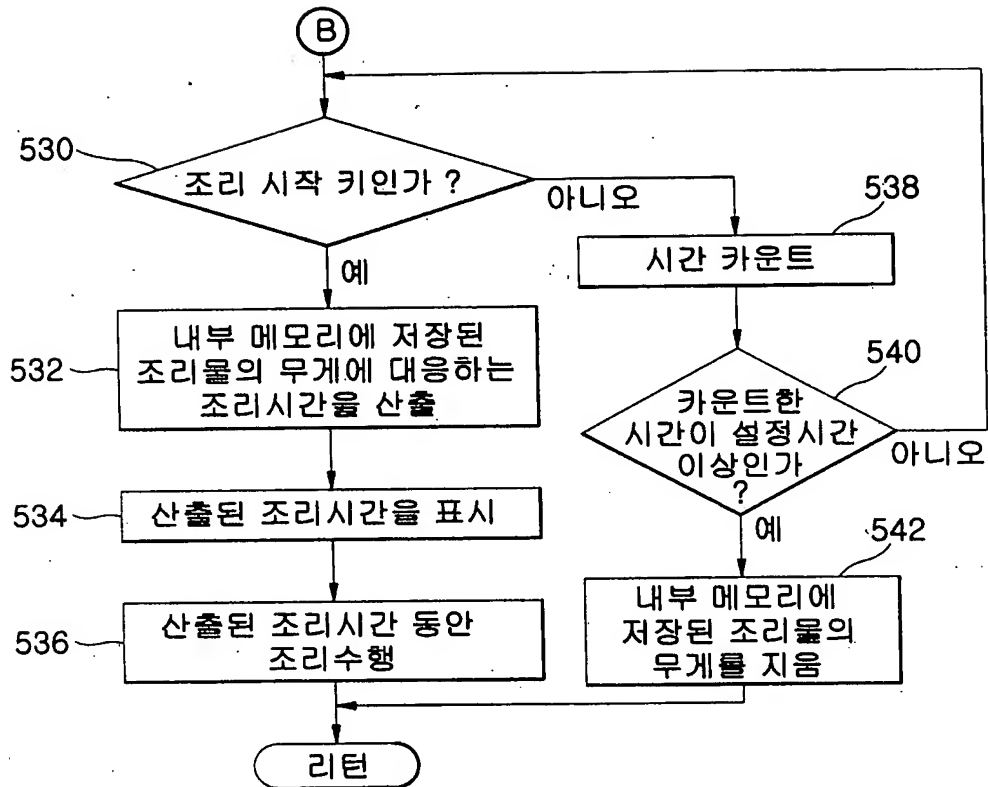 B
530
조리 시작 키인가 ?
아니오
예
538
시간 카운트
532
내부 메모리에 저장된
조리물의 무게에 대응하는
조리시간을 산출
540
카운트한
시간이 설정시간
이상인가
?
아니오
예
534
산출된 조리시간을 표시
542
내부 메모리에
저장된 조리물의
무게를 지움
536
산출된 조리시간 동안
조리수행
리턴